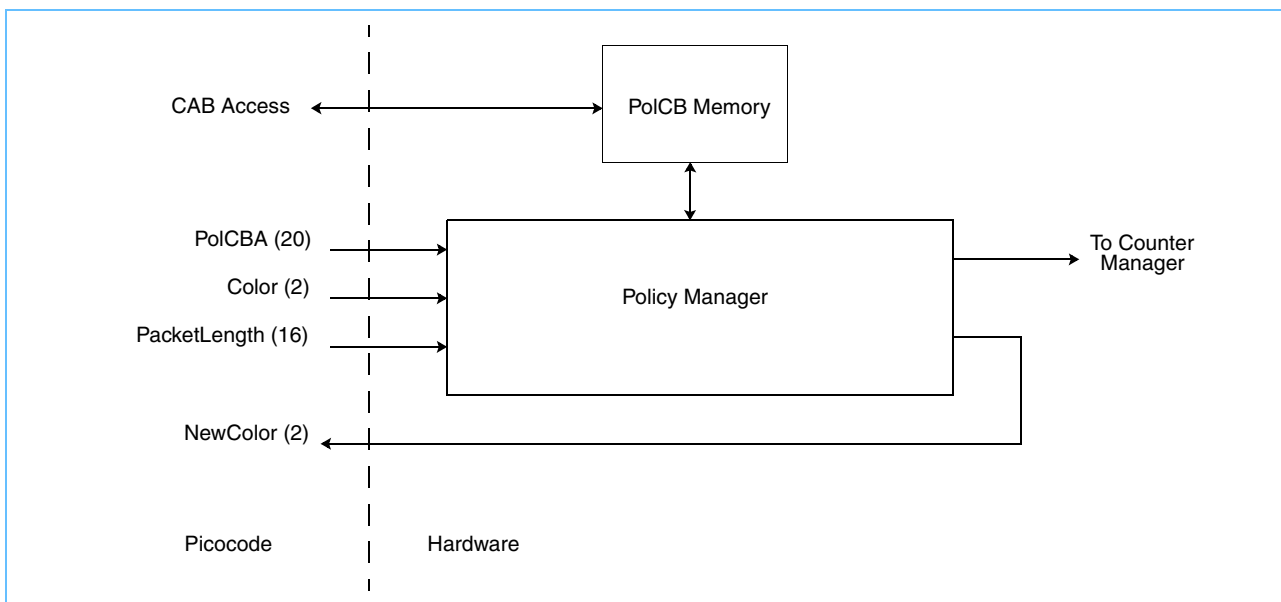 CAB Access
PolCB Memory
PolCBA (20)
Color (2)
PacketLength (16)
Policy Manager
To Counter
Manager
NewColor (2)
Picocode
Hardware